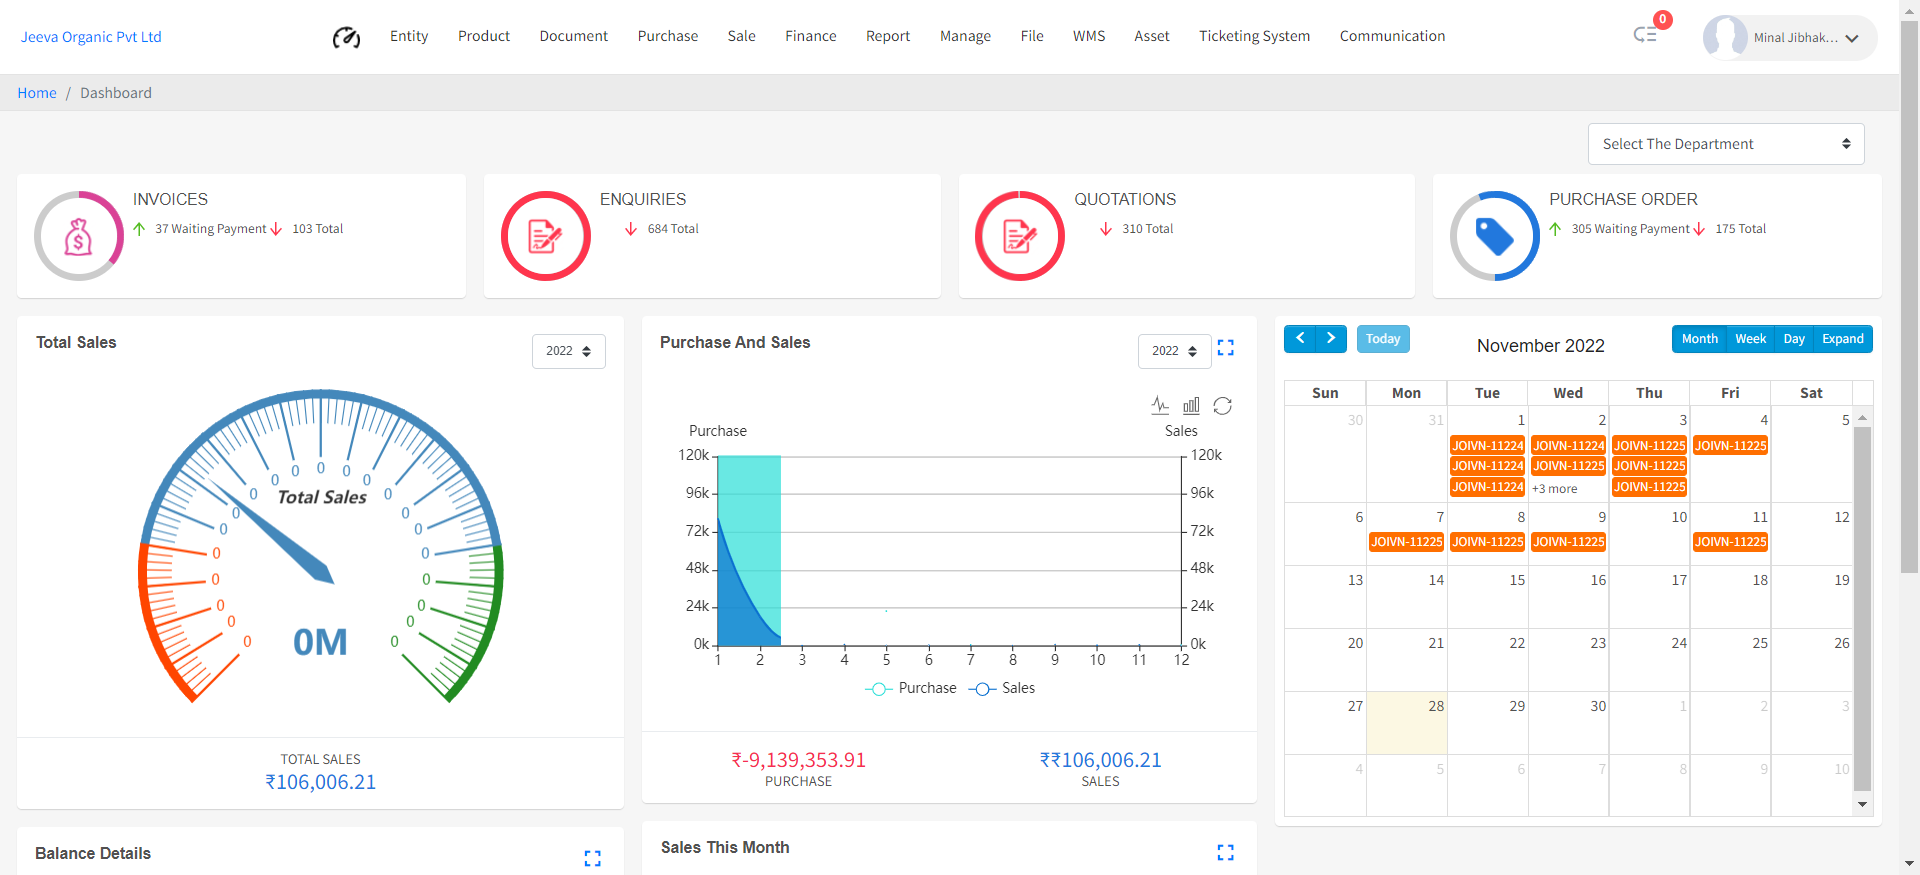 Jeeva Organic Pvt Ltd
Entity Product Document Purchase Sale Finance Report Manage File WMS Asset Ticketing System Communication
0
Minal Jibhak...
Home / Dashboard
Select The Department
INVOICES
37 Waiting Payment 103 Total
ENQUIRIES
684 Total
QUOTATIONS
310 Total
PURCHASE ORDER
305 Waiting Payment 175 Total
Total Sales
2022
0 0 0 0 0 0 0 0 0 0 0 0 0 0 0 0 0 0 0 0 0
Total Sales
0M
TOTAL SALES
₹106,006.21
Purchase And Sales
2022
Purchase Sales
120k 120k
96k 96k
72k 72k
48k 48k
24k 24k
0k 0k
1 2 3 4 5 6 7 8 9 10 11 12
Purchase Sales
₹-9,139,353.91
PURCHASE
₹₹106,006.21
SALES
Today
November 2022
Month Week Day Expand
Sun Mon Tue Wed Thu Fri Sat
30 31 1 2 3 4 5
JOIVN-11224 JOIVN-11224 JOIVN-11225 JOIVN-11225
JOIVN-11224 JOIVN-11225 JOIVN-11225
JOIVN-11224 +3 more JOIVN-11225
6 7 8 9 10 11 12
JOIVN-11225 JOIVN-11225 JOIVN-11225 JOIVN-11225
13 14 15 16 17 18 19
20 21 22 23 24 25 26
27 28 29 30 1 2 3
4 5 6 7 8 9 10
Balance Details
Sales This Month